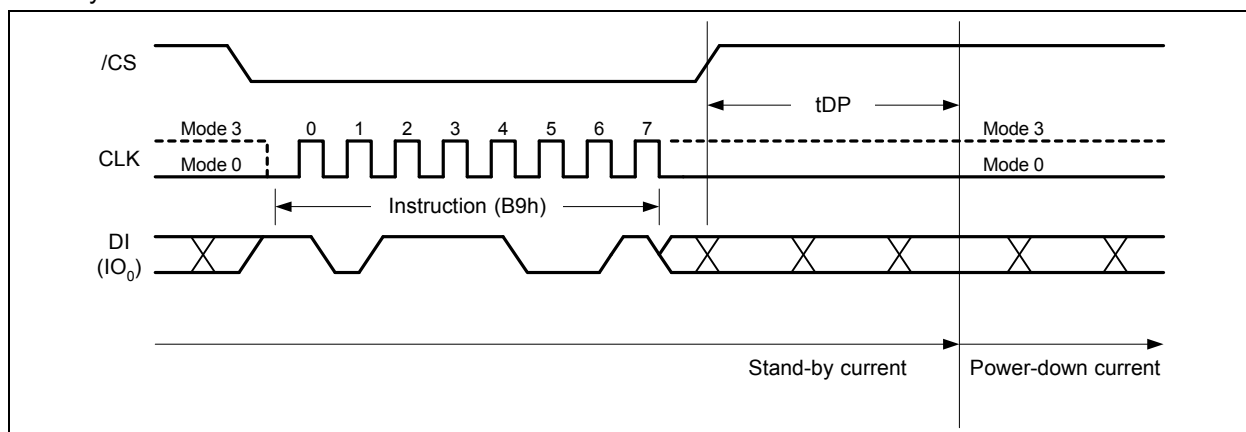 /CS
tDP
0 1 2 3 4 5 6 7
Mode 3 Mode 3
CLK
Mode 0 Mode 0
Instruction (B9h)
DI
(IO₀)
Stand-by current Power-down current